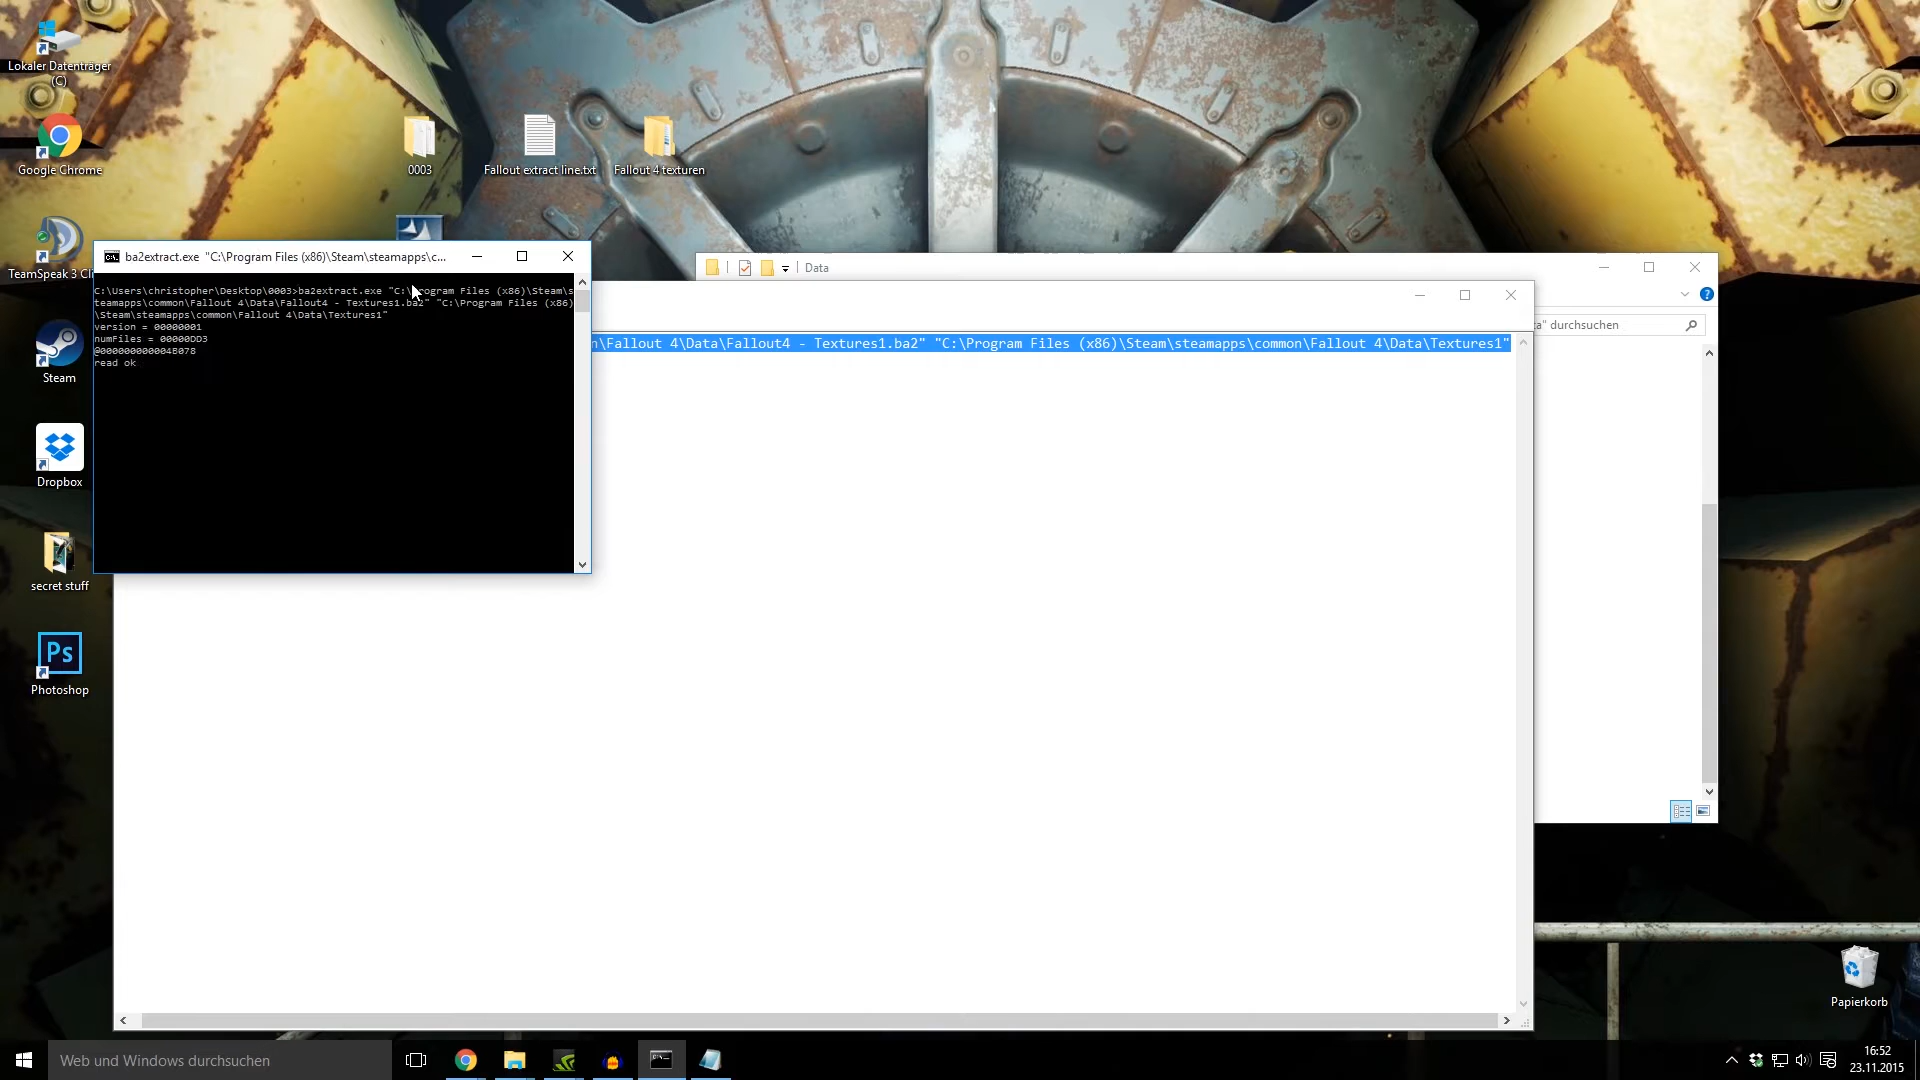 Lokaler Datenträger
(C)
Google Chrome
0003
Fallout extract line.txt
Fallout 4 texturen
TeamSpeak 3 Cli
Steam
Dropbox
secret stuff
Ps
Photoshop
ba2extract.exe "C:\Program Files (x86)\Steam\steamapps\c...
C:\Users\christopher\Desktop\0003>ba2extract.exe "C:\Program Files (x86)\Steam\s
teamapps\common\Fallout 4\Data\Fallout4 - Textures1.ba2" "C:\Program Files (x86)
\Steam\steamapps\common\Fallout 4\Data\Textures1"
version = 00000001
numFiles = 00000DD3
@000000000004B078
read ok
Data
a" durchsuchen
n\Fallout 4\Data\Fallout4 - Textures1.ba2" "C:\Program Files (x86)\Steam\steamapps\common\Fallout 4\Data\Textures1"
Papierkorb
Web und Windows durchsuchen
16:52
23.11.2015